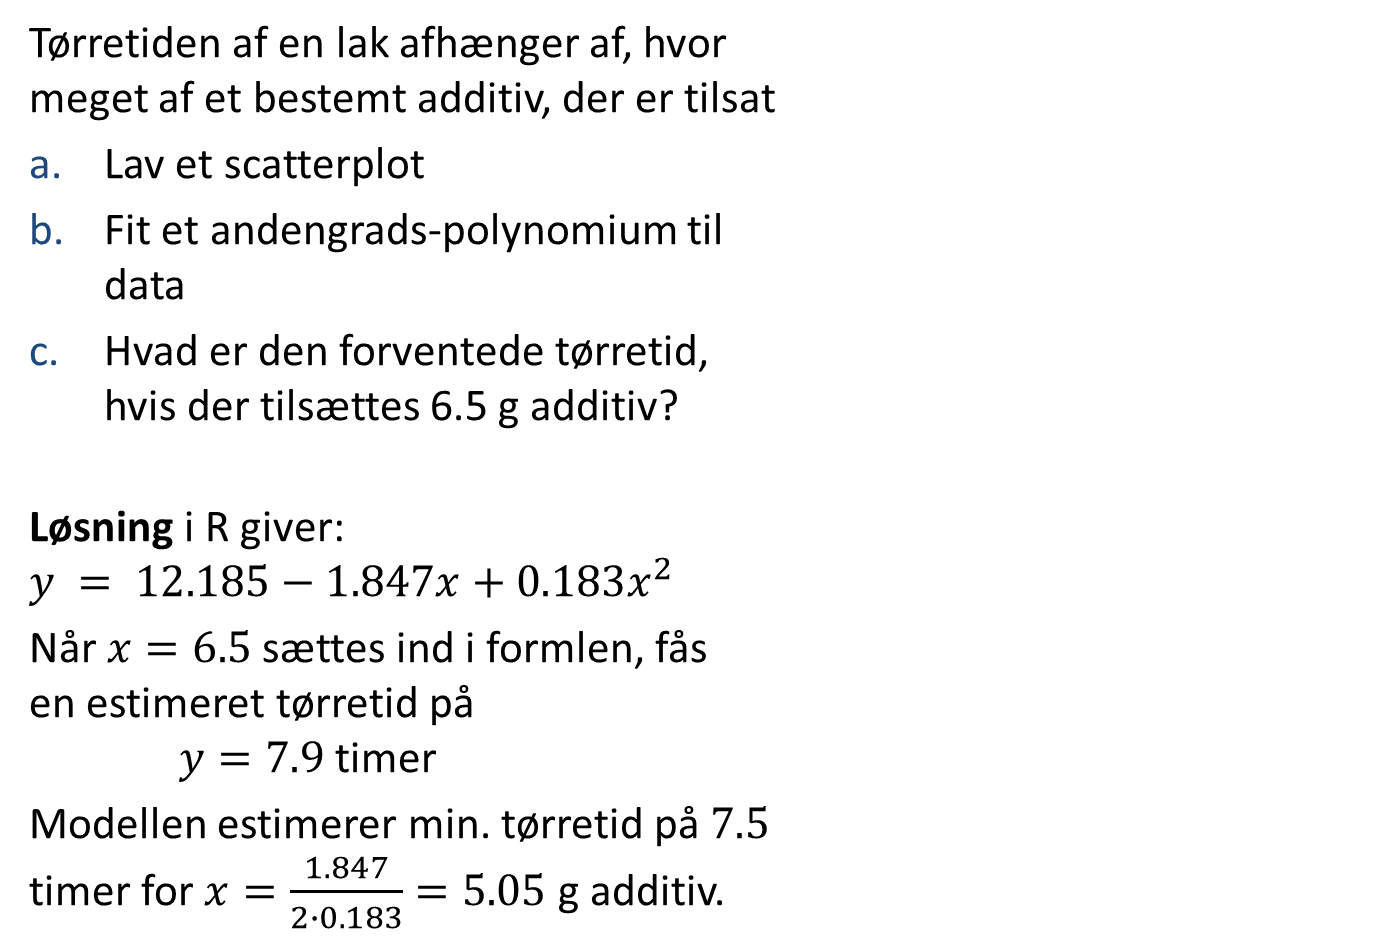 Tørretiden af en lak afhænger af, hvor
meget af et bestemt additiv, der er tilsat
a. Lav et scatterplot
b. Fit et andengrads-polynomium til
data
c. Hvad er den forventede tørretid,
hvis der tilsættes 6.5 g additiv?
Løsning i R giver:
y = 12.185 − 1.847x + 0.183x²
Når x = 6.5 sættes ind i formlen, fås
en estimeret tørretid på
y = 7.9 timer
Modellen estimerer min. tørretid på 7.5
timer for x = 1.847/2·0.183 = 5.05 g additiv.